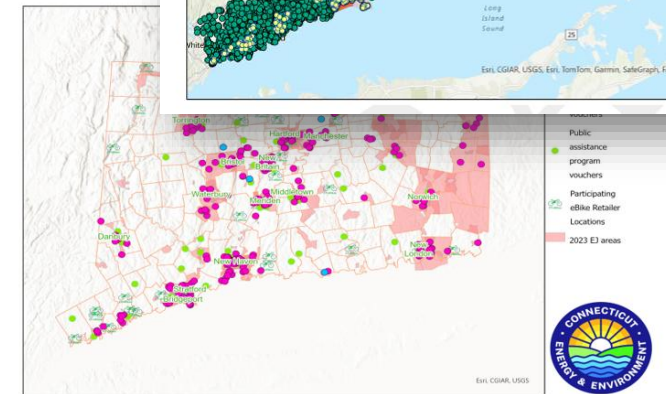 Long
Island
Sound
25
White
Esri, CGIAR, USGS, Esri, TomTom, Garmin, SafeGraph, F
vouchers
Public
assistance
program
vouchers
Participating
eBike Retailer
Locations
2023 EJ areas
Torrington
Hartford
Manchester
Bristol
New
Britain
Waterbury
Middletown
Meriden
Norwich
Danbury
New Haven
New
London
Stratford
Bridgeport
CONNECTICUT
ENERGY & ENVIRONMENT
Esri, CGIAR, USGS